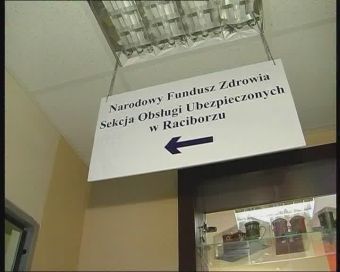 Narodowy Fundusz Zdrowia
Sekcja Obsługi Ubezpieczonych
w Raciborzu